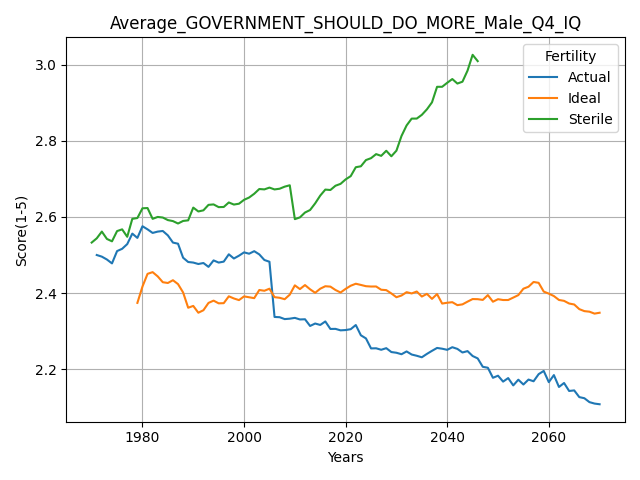 Average_GOVERNMENT_SHOULD_DO_MORE_Male_Q4_IQ
Fertility
Actual
Ideal
Sterile
Score(1-5)
3.0
2.8
2.6
2.4
2.2
1980 2000 2020 2040 2060
Years